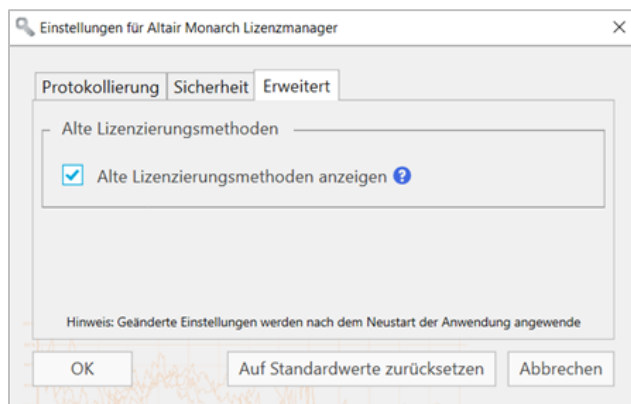 Einstellungen für Altair Monarch Lizenzmanager
Protokollierung Sicherheit Erweitert
Alte Lizenzierungsmethoden
Alte Lizenzierungsmethoden anzeigen ?
Hinweis: Geänderte Einstellungen werden nach dem Neustart der Anwendung angewende
OK Auf Standardwerte zurücksetzen Abbrechen